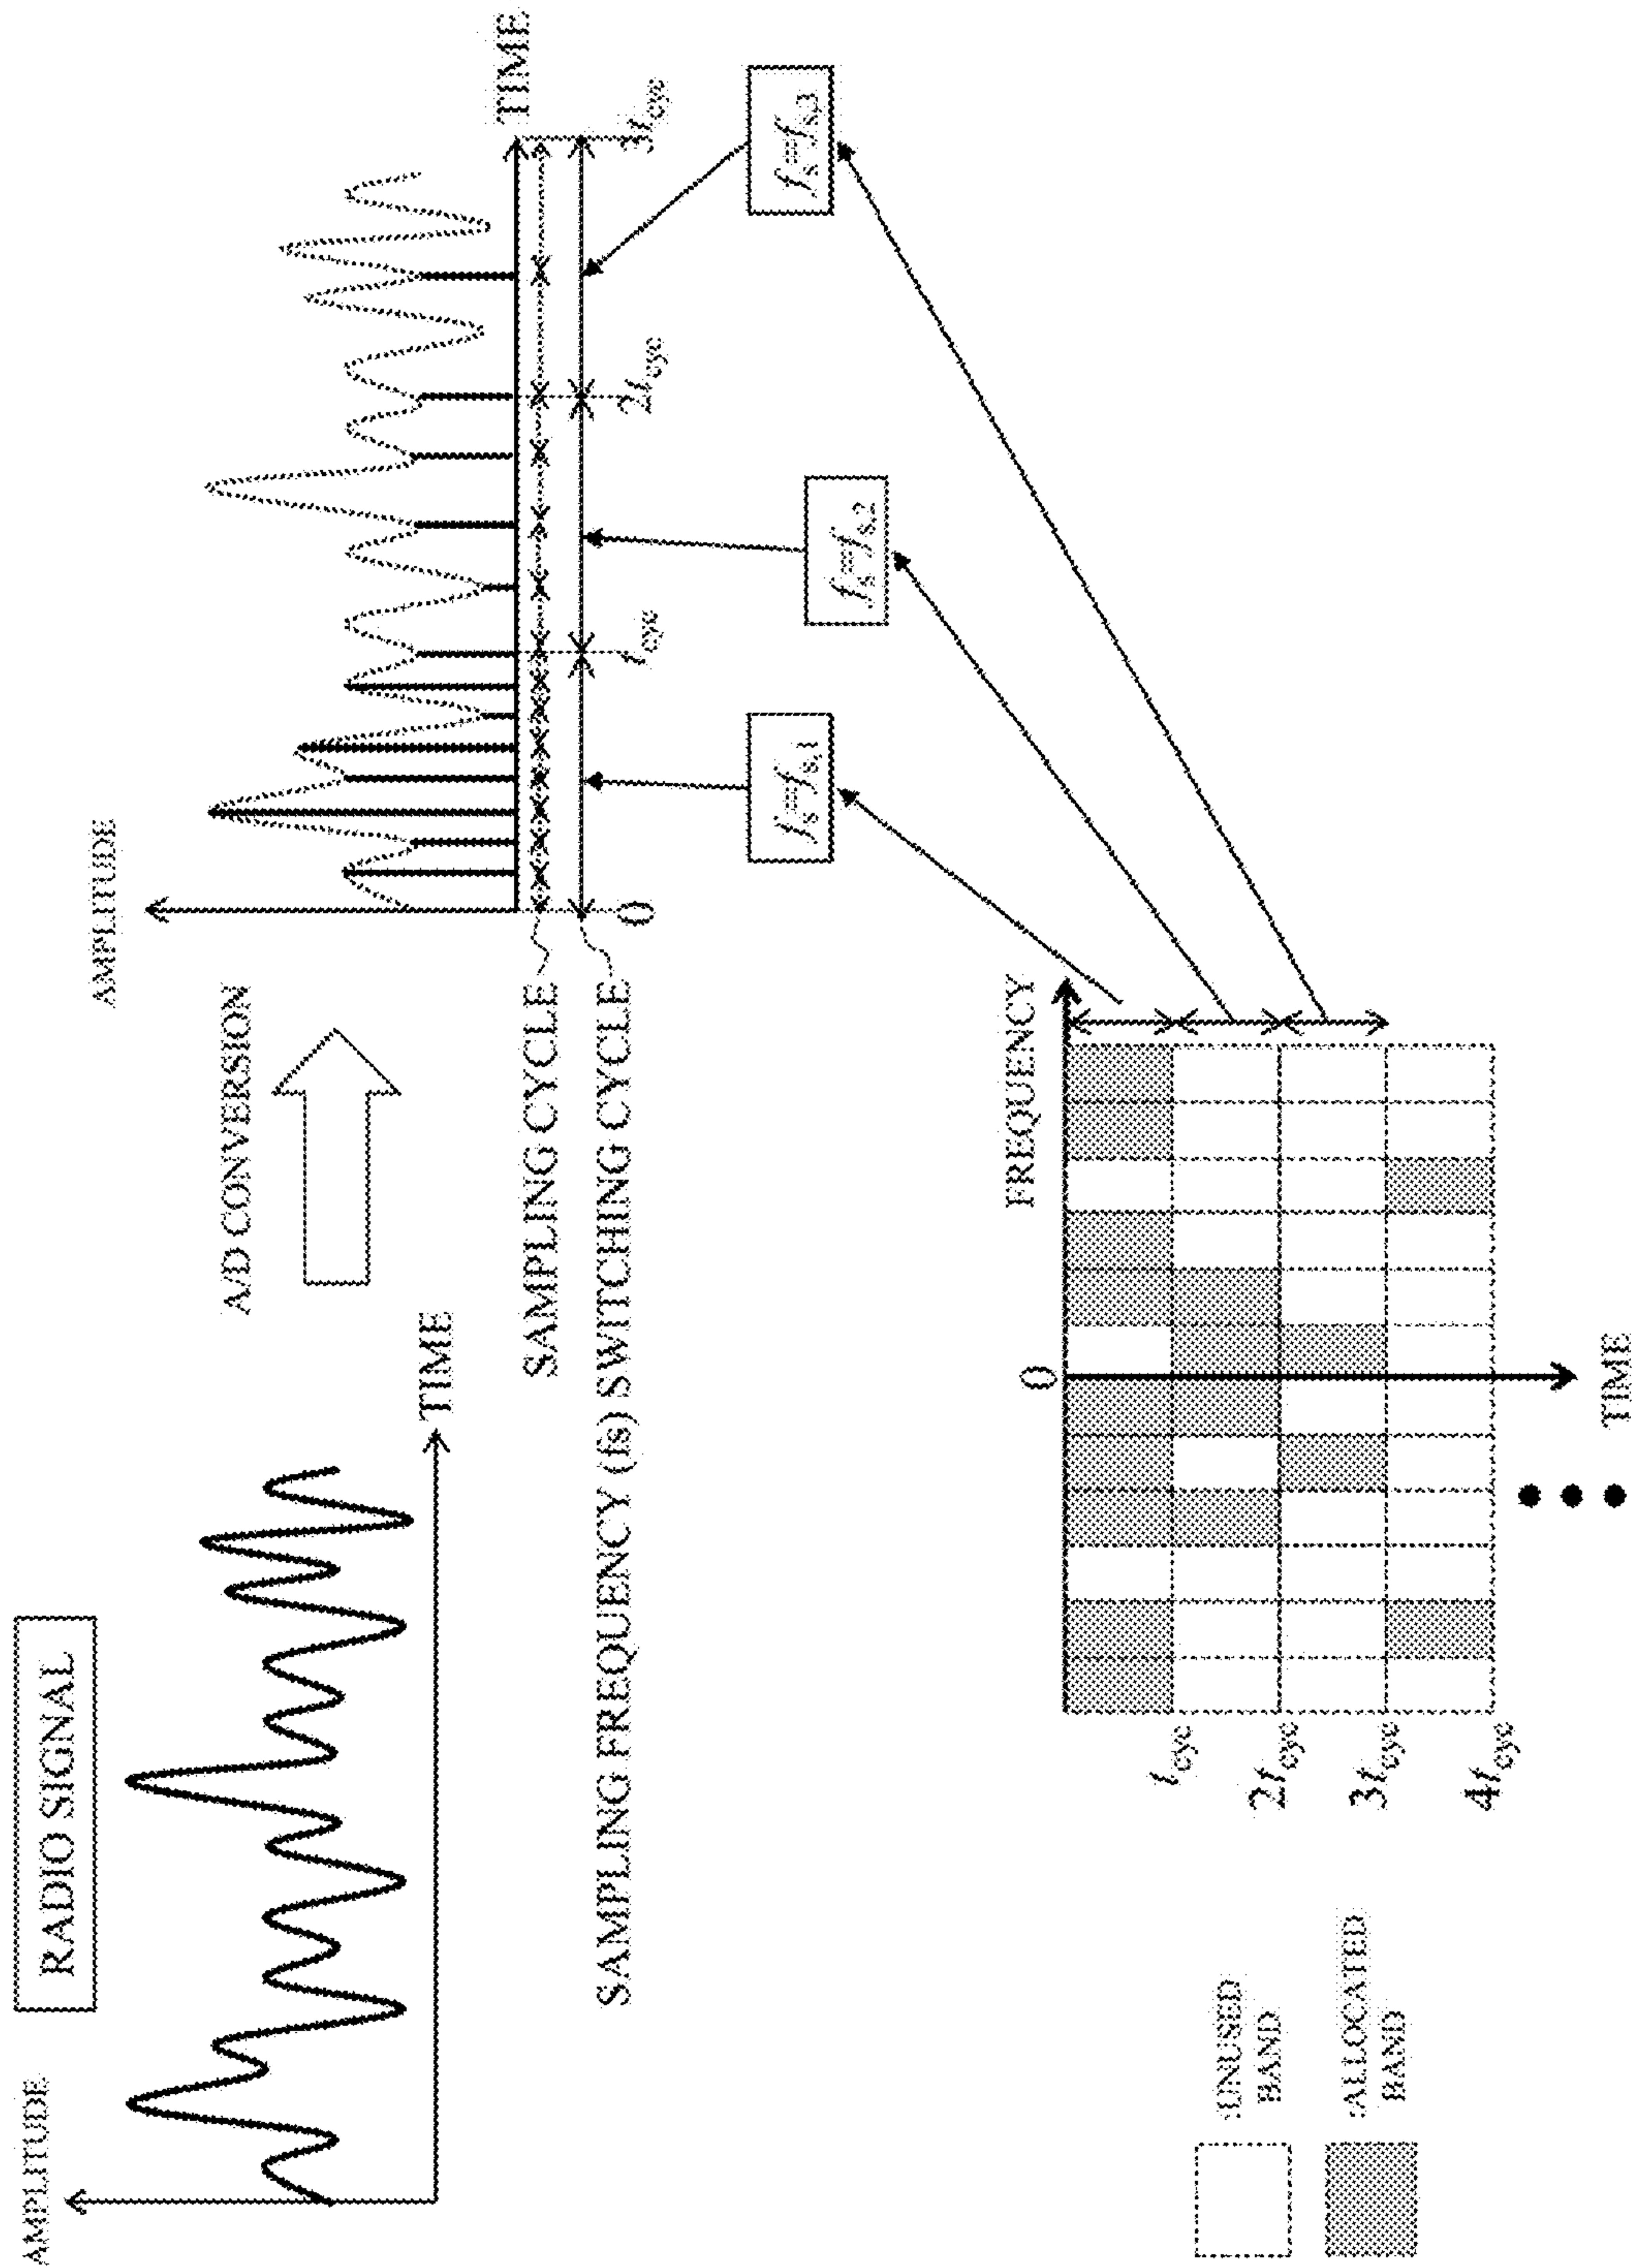 RADIO SIGNAL
AMPLITUDE
TIME
A/D CONVERSION
AMPLITUDE
TIME
SAMPLING CYCLE
SAMPLING FREQUENCY (fs) SWITCHING CYCLE
0
tcyc
2tcyc
3tcyc
fs=fs,1
fs=fs,2
fs=fs,3
FREQUENCY
0
tcyc
2tcyc
3tcyc
4tcyc
TIME
:UNUSED
BAND
:ALLOCATED
BAND